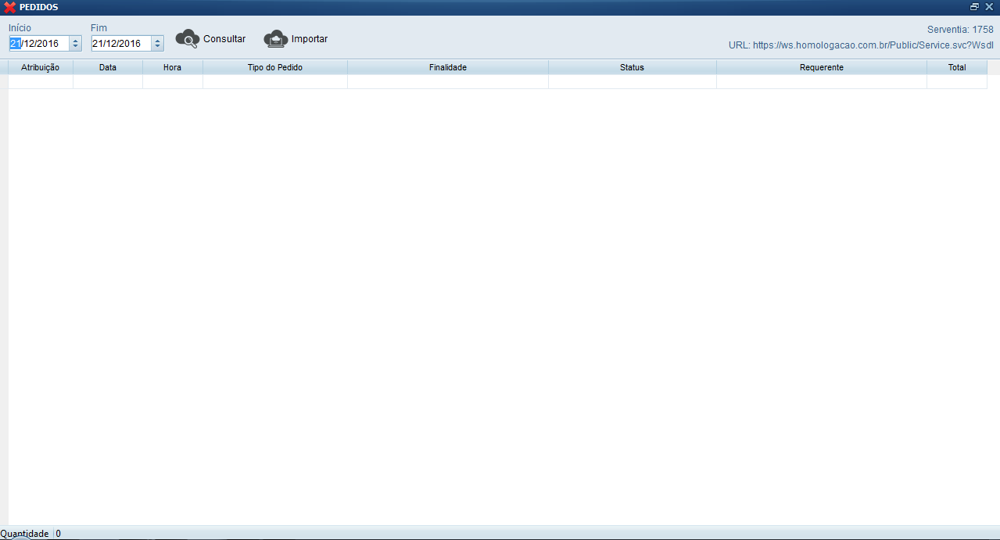 PEDIDOS
Início Fim
21/12/2016 21/12/2016 Consultar Importar
Serventia: 1758
URL: https://ws.homologacao.com.br/Public/Service.svc?Wsdl
Atribuição Data Hora Tipo do Pedido Finalidade Status Requerente Total
Quantidade 0